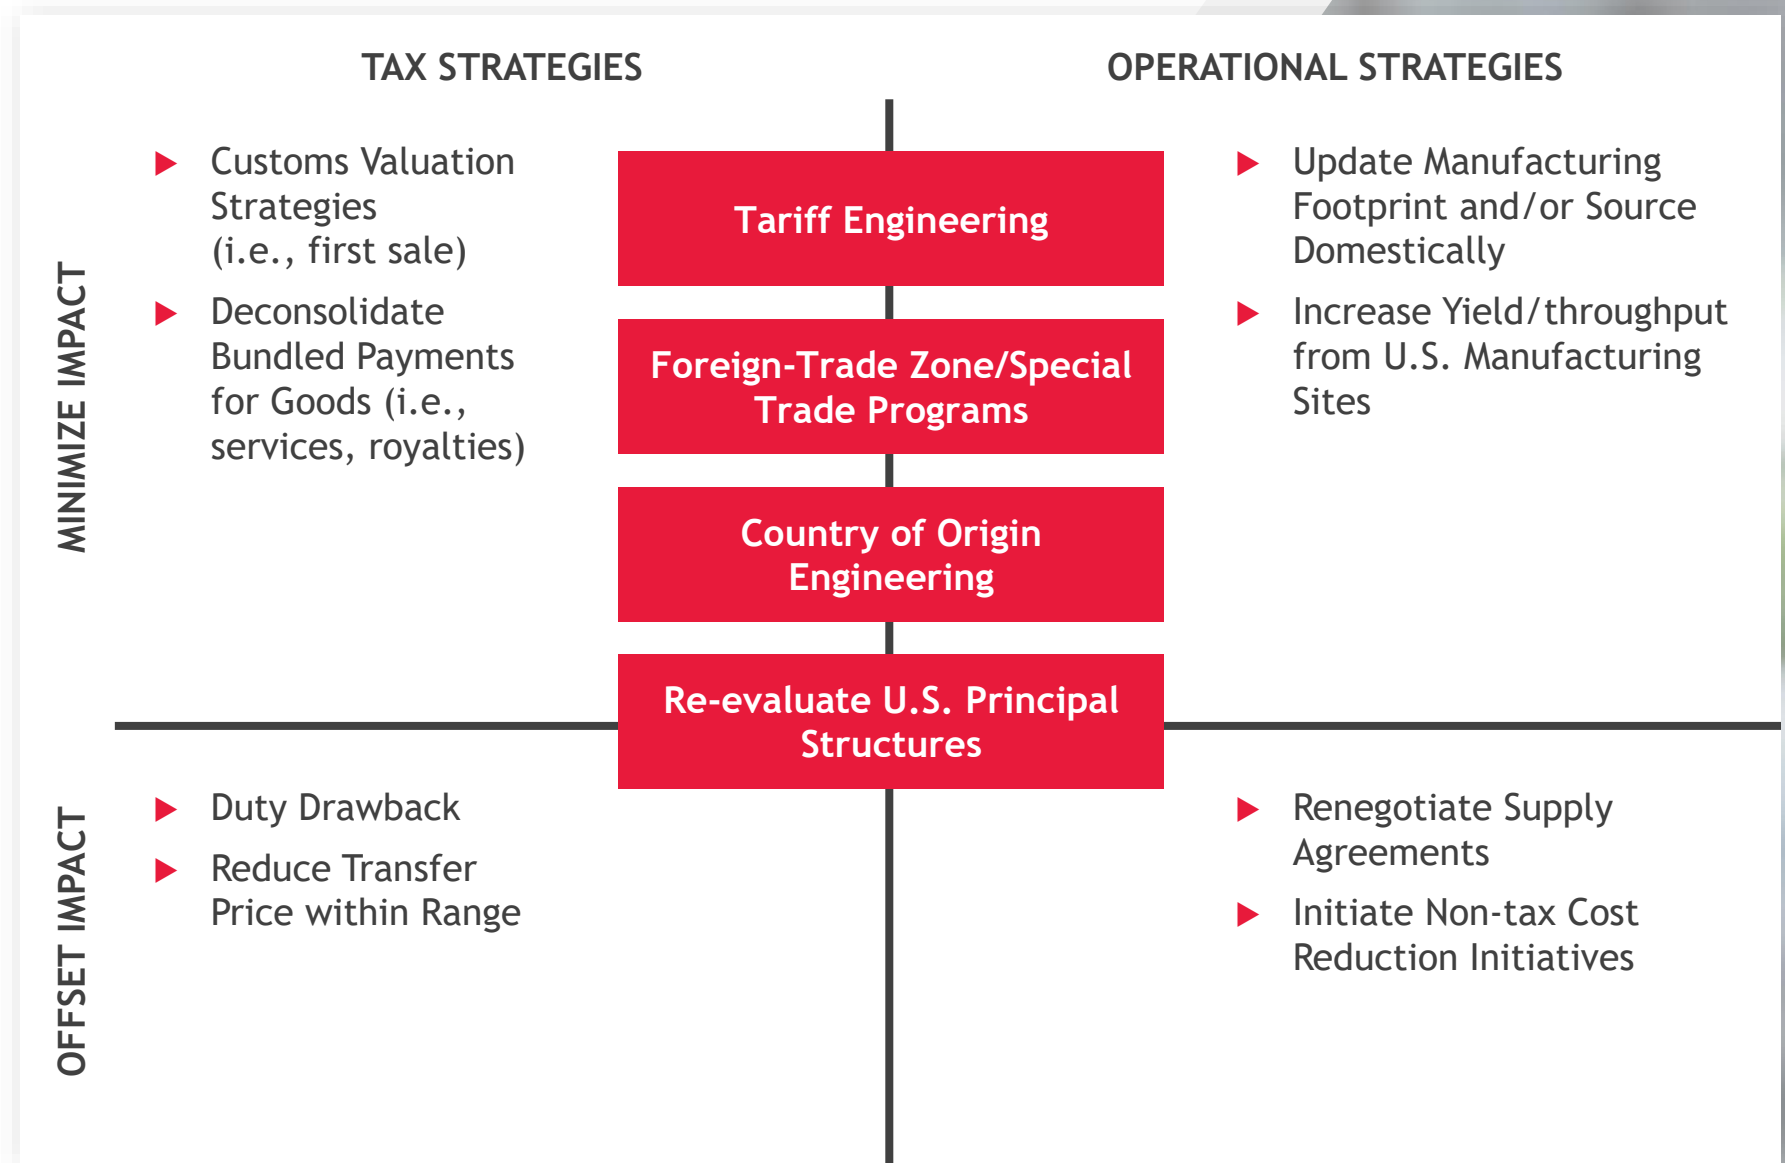 TAX STRATEGIES
OPERATIONAL STRATEGIES
MINIMIZE IMPACT
Customs Valuation
Strategies
(i.e., first sale)
Deconsolidate
Bundled Payments
for Goods (i.e.,
services, royalties)
Tariff Engineering
Foreign-Trade Zone/Special
Trade Programs
Country of Origin
Engineering
Re-evaluate U.S. Principal
Structures
Update Manufacturing
Footprint and/or Source
Domestically
Increase Yield/throughput
from U.S. Manufacturing
Sites
OFFSET IMPACT
Duty Drawback
Reduce Transfer
Price within Range
Renegotiate Supply
Agreements
Initiate Non-tax Cost
Reduction Initiatives